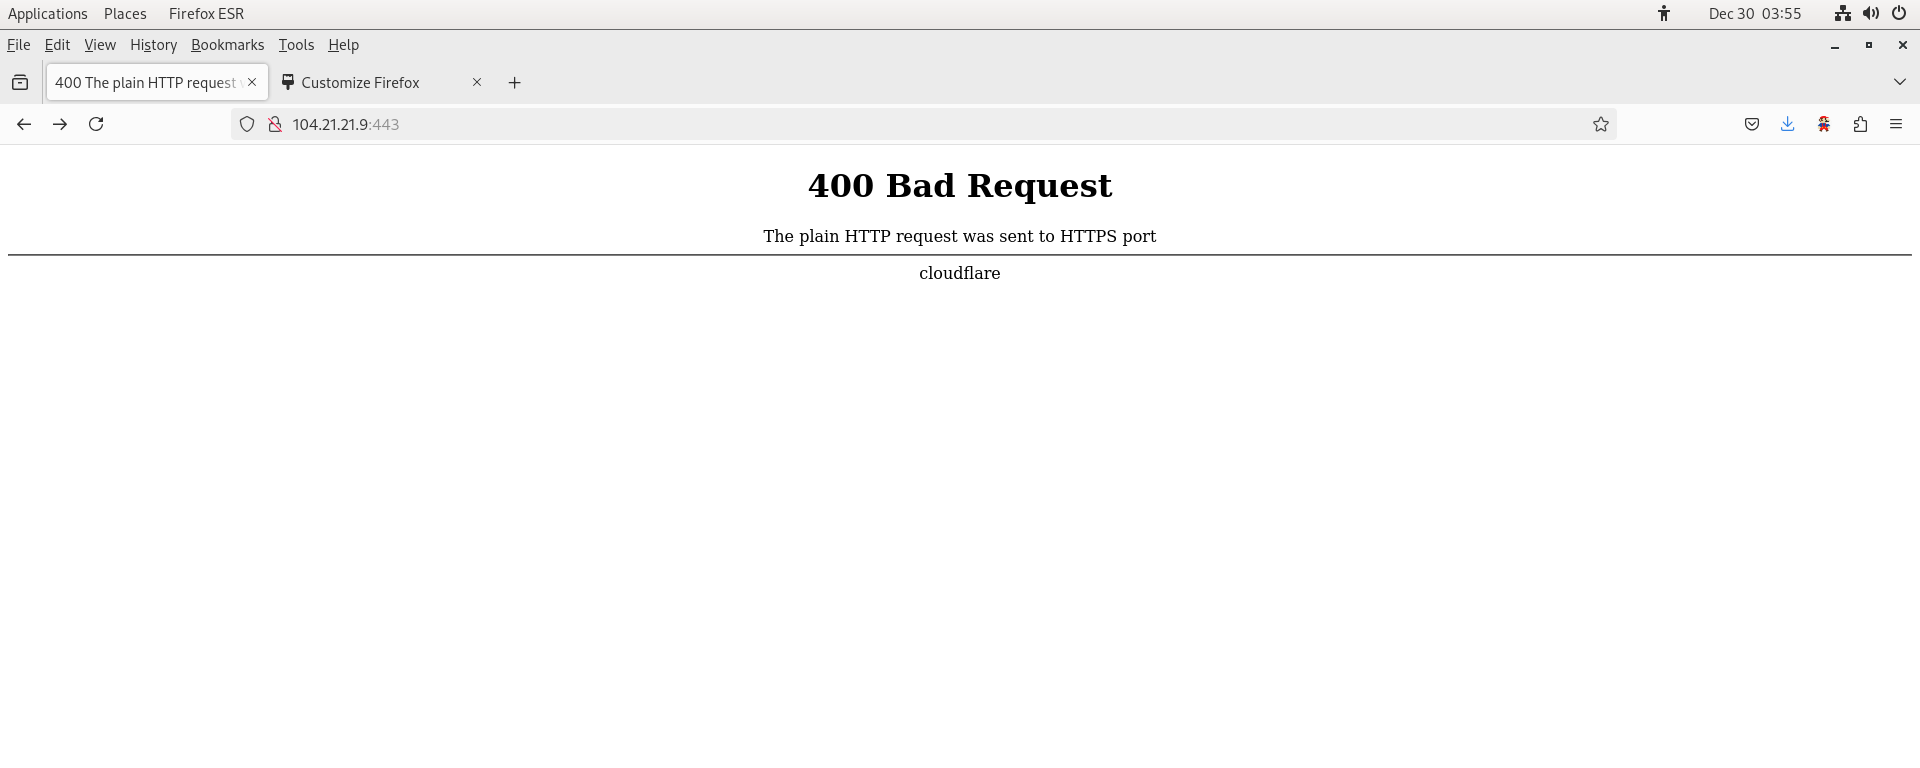 Applications Places Firefox ESR Dec 30 03:55
File Edit View History Bookmarks Tools Help
400 The plain HTTP request Customize Firefox
104.21.21.9:443
400 Bad Request
The plain HTTP request was sent to HTTPS port
cloudflare